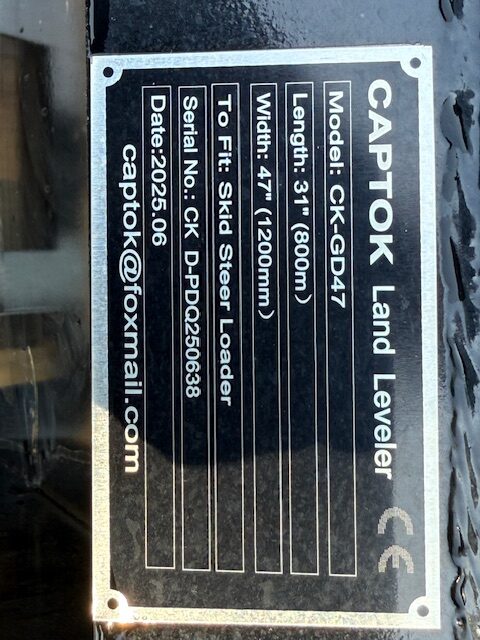 CAPTOK Land Leveler CE
Model: CK-GD47
Length: 31" (800m)
Width: 47" (1200mm)
To Fit: Skid Steer Loader
Serial No.: CK D-PDQ250638
Date:2025.06
captok@foxmail.com